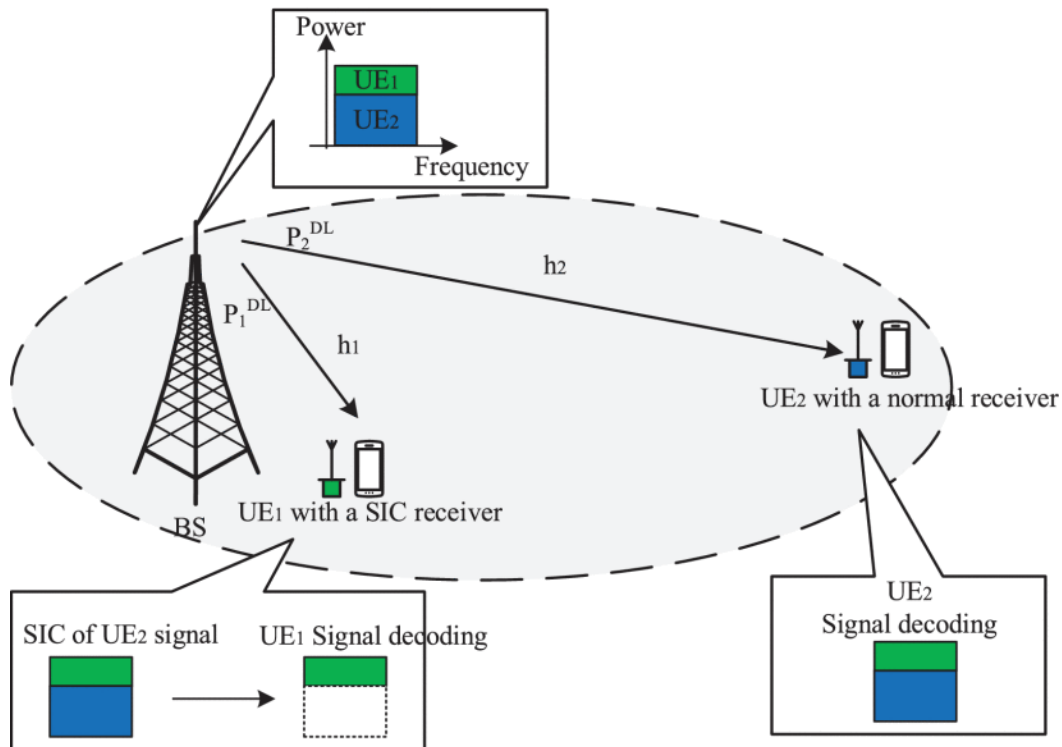 Power
UE₁
UE₂
Frequency
P₂ᴰᴸ
h₂
P₁ᴰᴸ
h₁
UE₂ with a normal receiver
UE₁ with a SIC receiver
BS
SIC of UE₂ signal
UE₁ Signal decoding
UE₂
Signal decoding